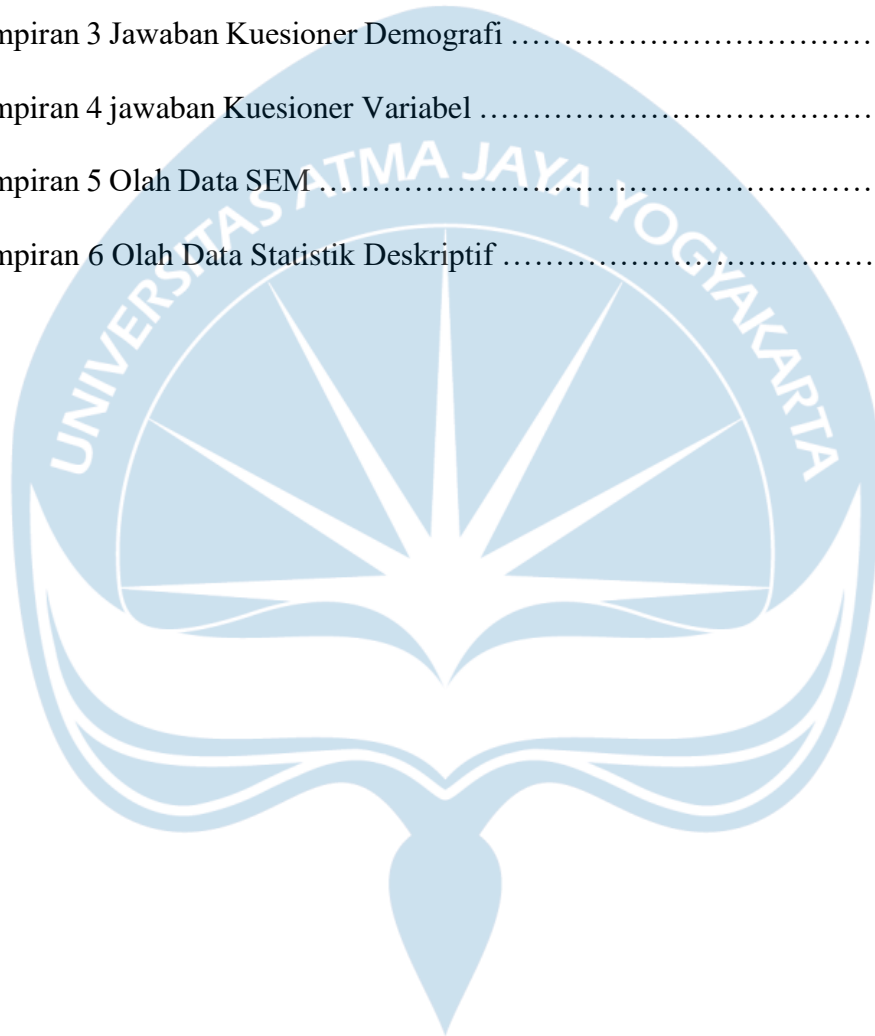 mpiran 3 Jawaban Kuesioner Demografi ……………………………
mpiran 4 jawaban Kuesioner Variabel ………………………………
mpiran 5 Olah Data SEM ………………………………………………
mpiran 6 Olah Data Statistik Deskriptif ……………………………
UNIVERSITAS ATMA JAYA YOGYAKARTA